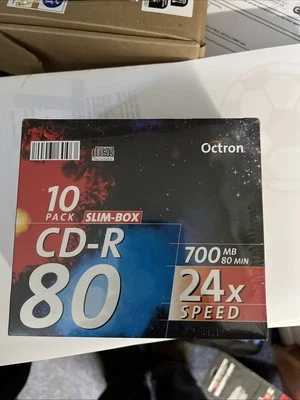 Octron
10
PACK SLIM-BOX
CD-R
80
700 MB
80 MIN
24x
SPEED